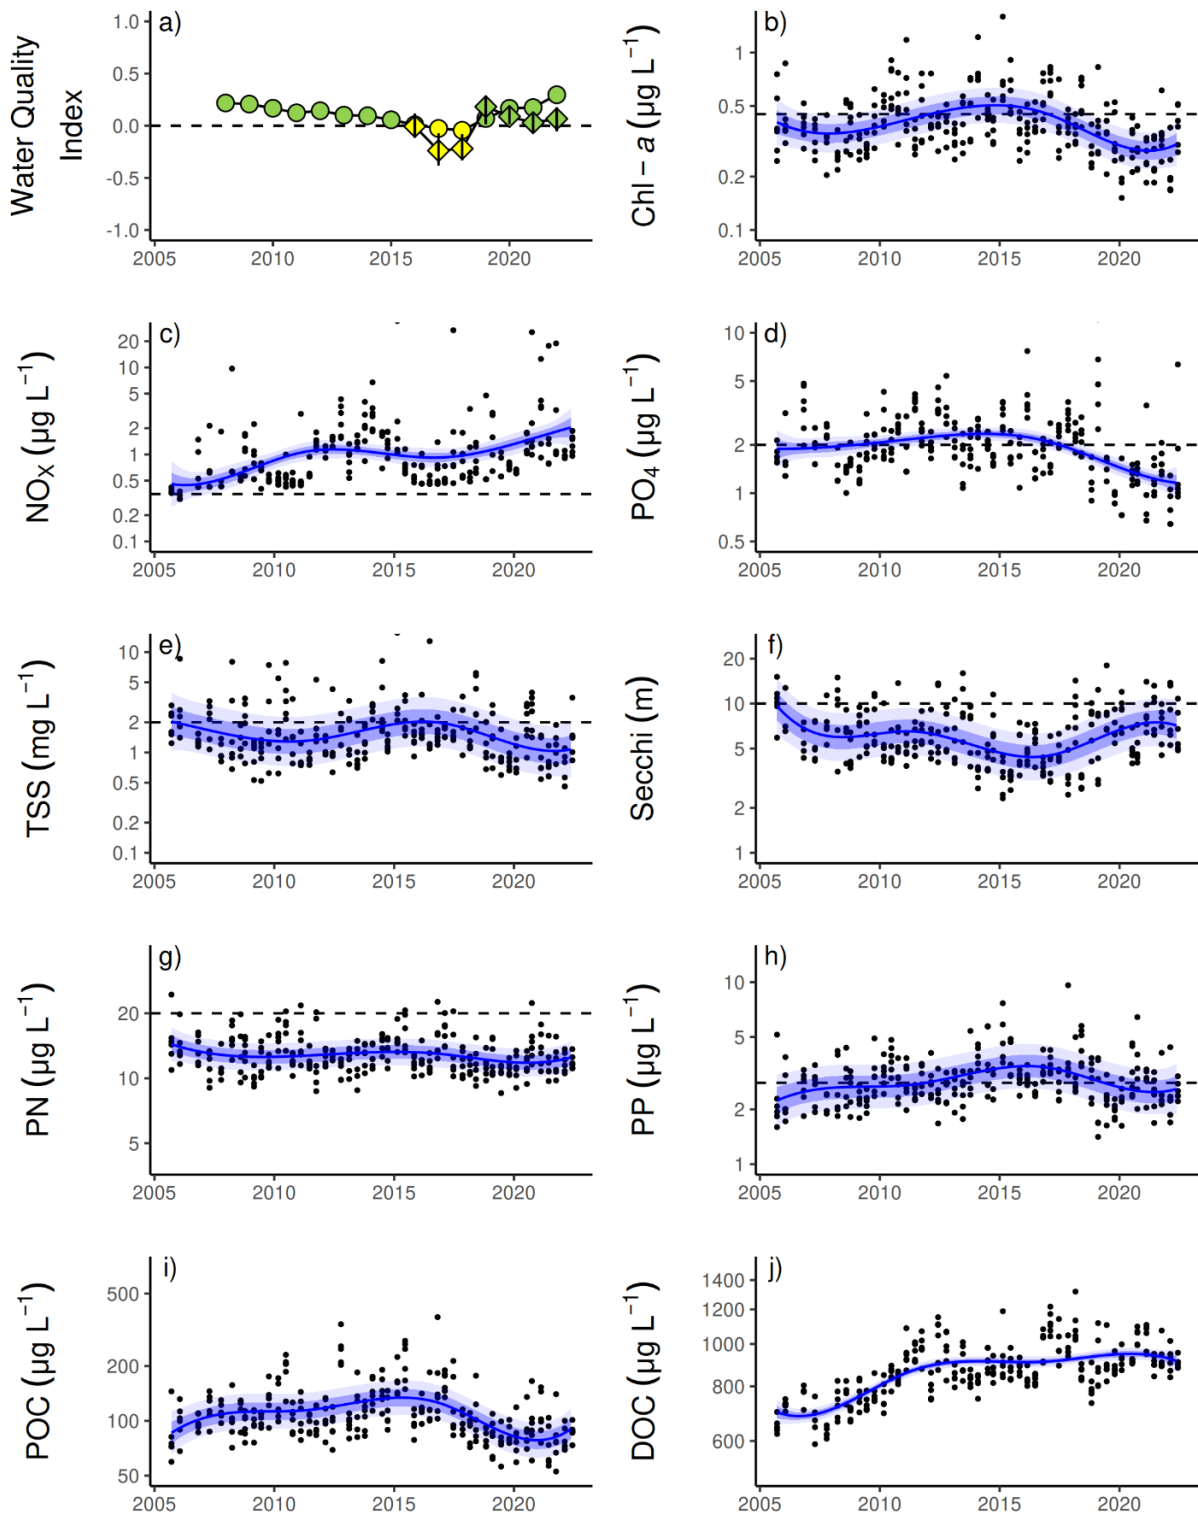 a)
Water Quality
Index
1.0
0.5
0.0
-0.5
-1.0
2005 2010 2015 2020
b)
Chl − a (µg L−1)
1
0.5
0.2
0.1
2005 2010 2015 2020
c)
NOX (µg L−1)
20
10
5
2
1
0.5
0.2
0.1
2005 2010 2015 2020
d)
PO4 (µg L−1)
10
5
2
1
0.5
2005 2010 2015 2020
e)
TSS (mg L−1)
10
5
2
1
0.5
0.2
0.1
2005 2010 2015 2020
f)
Secchi (m)
20
10
5
2
1
2005 2010 2015 2020
g)
PN (µg L−1)
20
10
5
2005 2010 2015 2020
h)
PP (µg L−1)
10
5
2
1
2005 2010 2015 2020
i)
POC (µg L−1)
500
200
100
50
2005 2010 2015 2020
j)
DOC (µg L−1)
1400
1200
1000
800
600
2005 2010 2015 2020